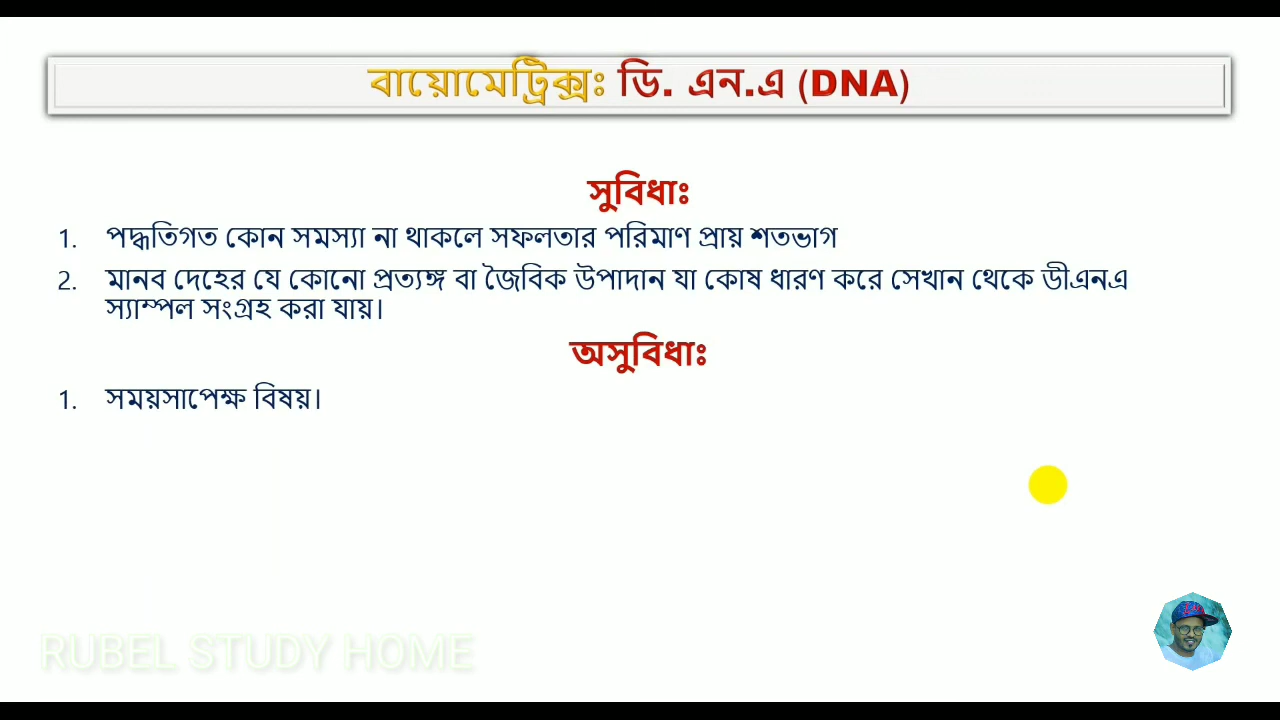 বায়োমেট্রিক্সঃ ডি. এন.এ (DNA)
সুবিধাঃ
1. পদ্ধতিগত কোন সমস্যা না থাকলে সফলতার পরিমাণ প্রায় শতভাগ
2. মানব দেহের যে কোনো প্রত্যঙ্গ বা জৈবিক উপাদান যা কোষ ধারণ করে সেখান থেকে ডীএনএ
স্যাম্পল সংগ্রহ করা যায়।
অসুবিধাঃ
1. সময়সাপেক্ষ বিষয়।
RUBEL STUDY HOME